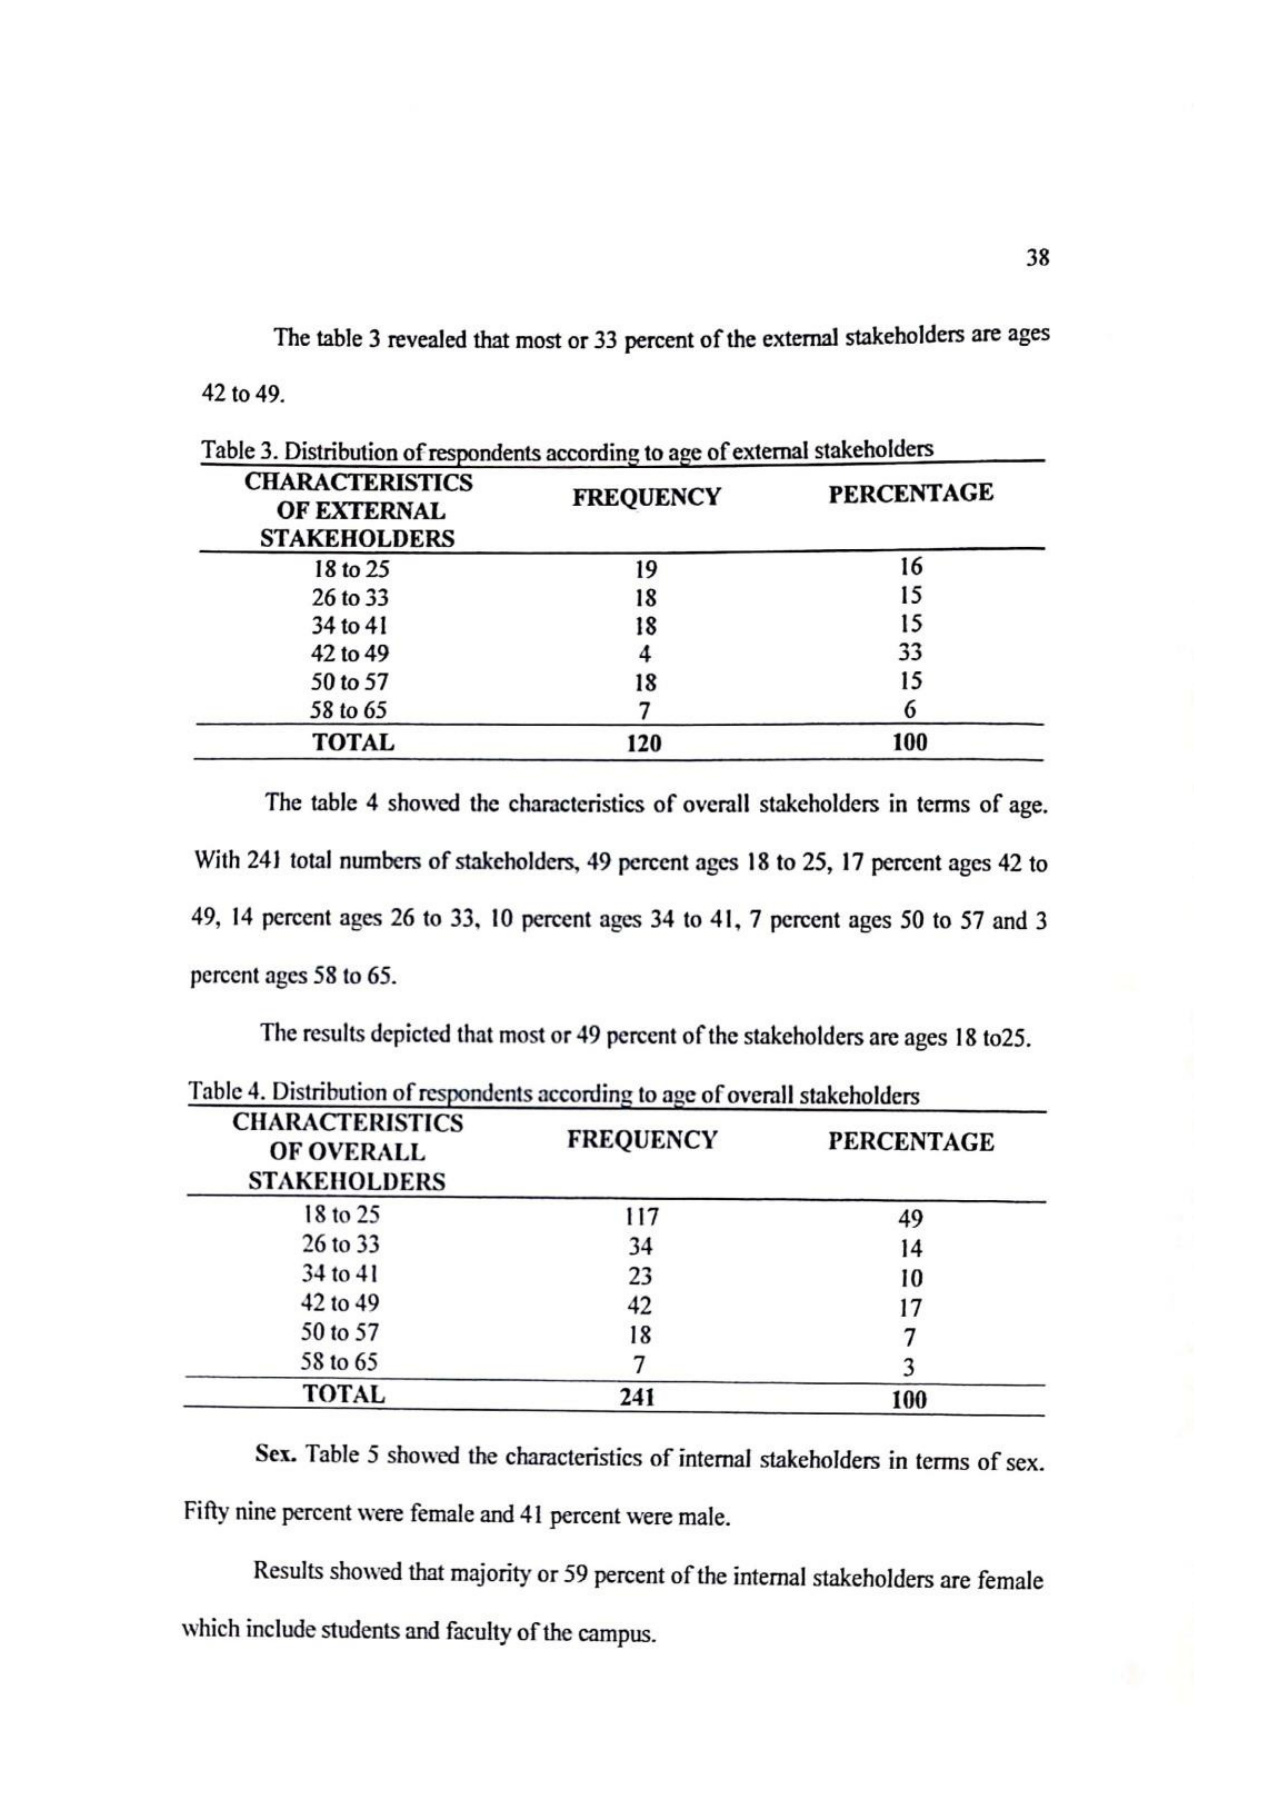 38
The table 3 revealed that most or 33 percent of the external stakeholders are ages
42 to 49.
Table 3. Distribution of respondents according to age of external stakeholders
CHARACTERISTICS
OF EXTERNAL
STAKEHOLDERS FREQUENCY PERCENTAGE
18 to 25 19 16
26 to 33 18 15
34 to 41 18 15
42 to 49 4 33
50 to 57 18 15
58 to 65 7 6
TOTAL 120 100
The table 4 showed the characteristics of overall stakeholders in terms of age.
With 241 total numbers of stakeholders, 49 percent ages 18 to 25, 17 percent ages 42 to
49, 14 percent ages 26 to 33, 10 percent ages 34 to 41, 7 percent ages 50 to 57 and 3
percent ages 58 to 65.
The results depicted that most or 49 percent of the stakeholders are ages 18 to25.
Table 4. Distribution of respondents according to age of overall stakeholders
CHARACTERISTICS
OF OVERALL
STAKEHOLDERS FREQUENCY PERCENTAGE
18 to 25 117 49
26 to 33 34 14
34 to 41 23 10
42 to 49 42 17
50 to 57 18 7
58 to 65 7 3
TOTAL 241 100
Sex. Table 5 showed the characteristics of internal stakeholders in terms of sex.
Fifty nine percent were female and 41 percent were male.
Results showed that majority or 59 percent of the internal stakeholders are female
which include students and faculty of the campus.